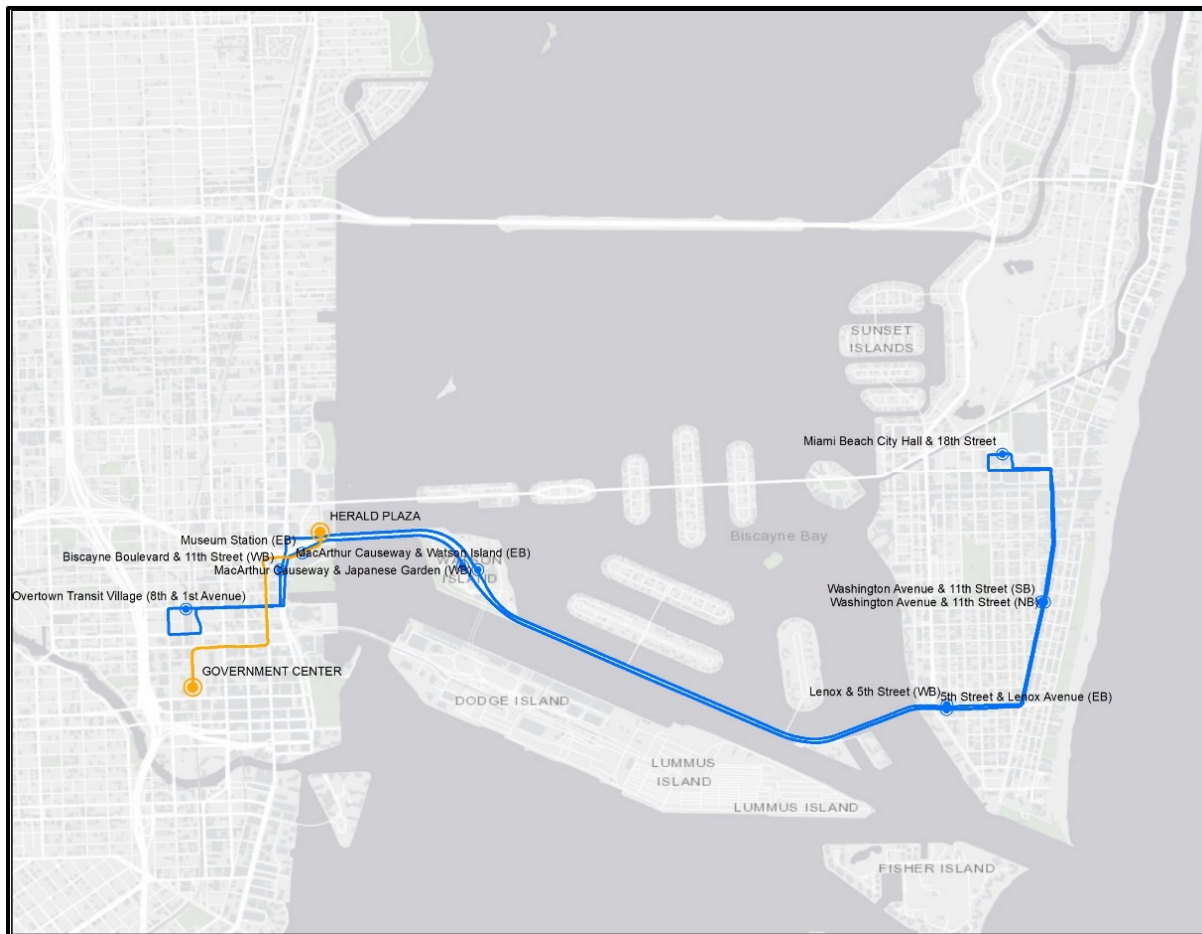 SUNSET
ISLANDS
Miami Beach City Hall & 18th Street
HERALD PLAZA
Museum Station (EB)
Biscayne Bay
MacArthur Causeway & Watson Island (EB)
Biscayne Boulevard & 11th Street (WB)
WATSON
MacArthur Causeway & Japanese Garden (WB)
ISLAND
Overtown Transit Village (8th & 1st Avenue)
Washington Avenue & 11th Street (SB)
Washington Avenue & 11th Street (NB)
GOVERNMENT CENTER
Lenox & 5th Street (WB)
5th Street & Lenox Avenue (EB)
DODGE ISLAND
LUMMUS
ISLAND
LUMMUS ISLAND
FISHER ISLAND